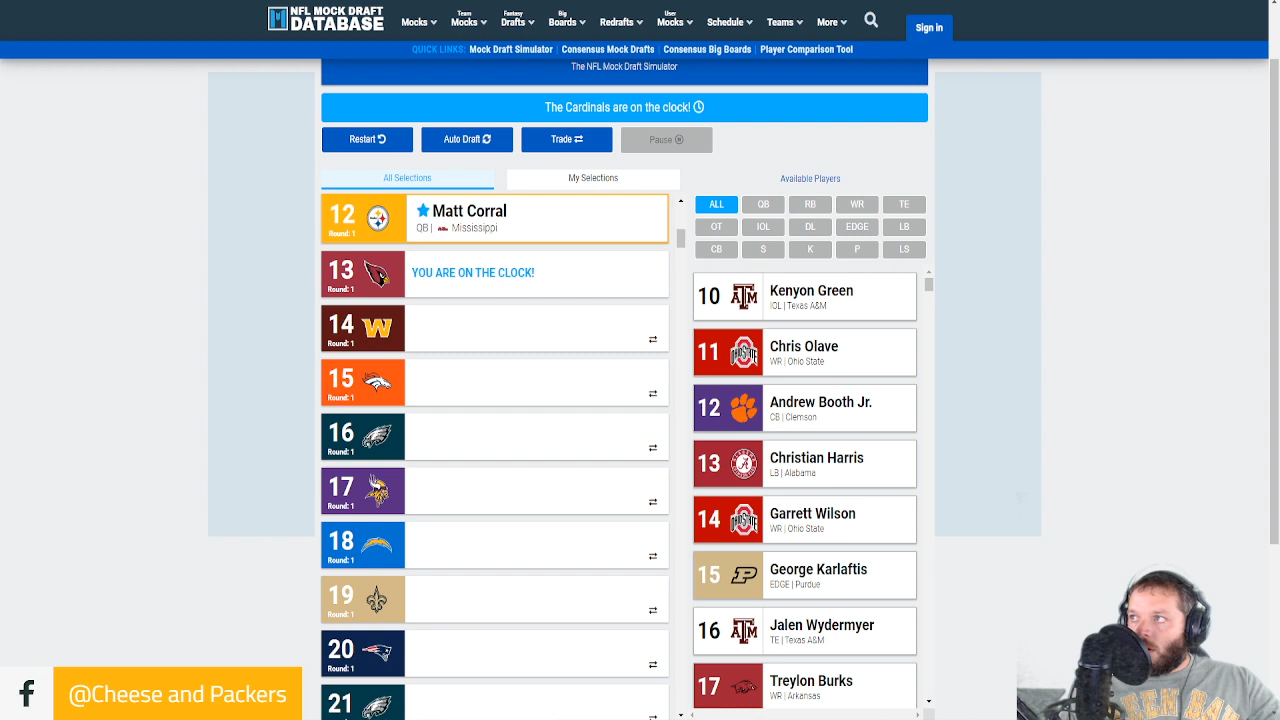 NFL MOCK DRAFT
DATABASE
Mocks
Team
Mocks
Fantasy
Drafts
Big
Boards
Redrafts
User
Mocks
Schedule
Teams
More
Sign in
QUICK LINKS: Mock Draft Simulator Consensus Mock Drafts Consensus Big Boards Player Comparison Tool
The NFL Mock Draft Simulator
The Cardinals are on the clock!
Restart Auto Draft Trade Pause
All Selections My Selections
12
Round: 1
Matt Corral
QB | Mississippi
13
Round: 1
YOU ARE ON THE CLOCK!
14
Round: 1
15
Round: 1
16
Round: 1
17
Round: 1
18
Round: 1
19
Round: 1
20
Round: 1
21
Available Players
ALL QB RB WR TE
OT IOL DL EDGE LB
CB S K P LS
10 Kenyon Green
IOL | Texas A&M
11 Chris Olave
WR | Ohio State
12 Andrew Booth Jr.
CB | Clemson
13 Christian Harris
LB | Alabama
14 Garrett Wilson
WR | Ohio State
15 George Karlaftis
EDGE | Purdue
16 Jalen Wydermyer
TE | Texas A&M
17 Treylon Burks
WR | Arkansas
@Cheese and Packers
GREEN BAY